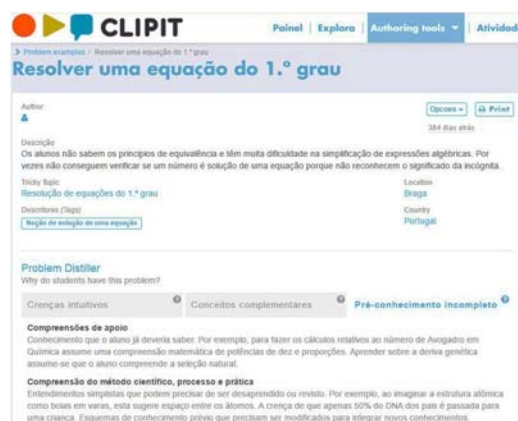 CLIPIT
Painel Explora Authoring tools Atividad
Problem examples / Resolver uma equação do 1.º grau
Resolver uma equação do 1.º grau
Author
Opcoes Print
384 dias atrás
Descrição
Os alunos não sabem os principios de equivalência e têm muita dificuldade na simplificação de expressões algébricas. Por
vezes não conseguem verificar se um número é solução de uma equação porque não reconhecem o significado da incógnita.
Tricky Topic
Location
Resolução de equações do 1.º grau
Braga
Descritores (Tags)
Country
Noção de solução de uma equação
Portugal
Problem Distiller
Why do students have this problem?
Crenças intuitivos Conceitos complementares Pré-conhecimento incompleto
Compreensões de apoio
Conhecimento que o aluno já deveria saber. Por exemplo, para fazer os cálculos relativos ao número de Avogadro em
Química assume uma compreensão matemática de potências de dez e proporções. Aprender sobre a deriva genética
assume-se que o aluno compreende a seleção natural.
Compreensão do método científico, processo e prática
Entendimentos simplistas que podem precisar de ser desaprendido ou revisto. Por exemplo, ao imaginar a estrutura atômica
como bolas em varas, esta sugere espaço entre os átomos. A crença de que apenas 50% do DNA dos pais é passada para
uma criança. Esquemas de conhecimento prévio que precisam ser modificados para integrar novos conhecimentos.